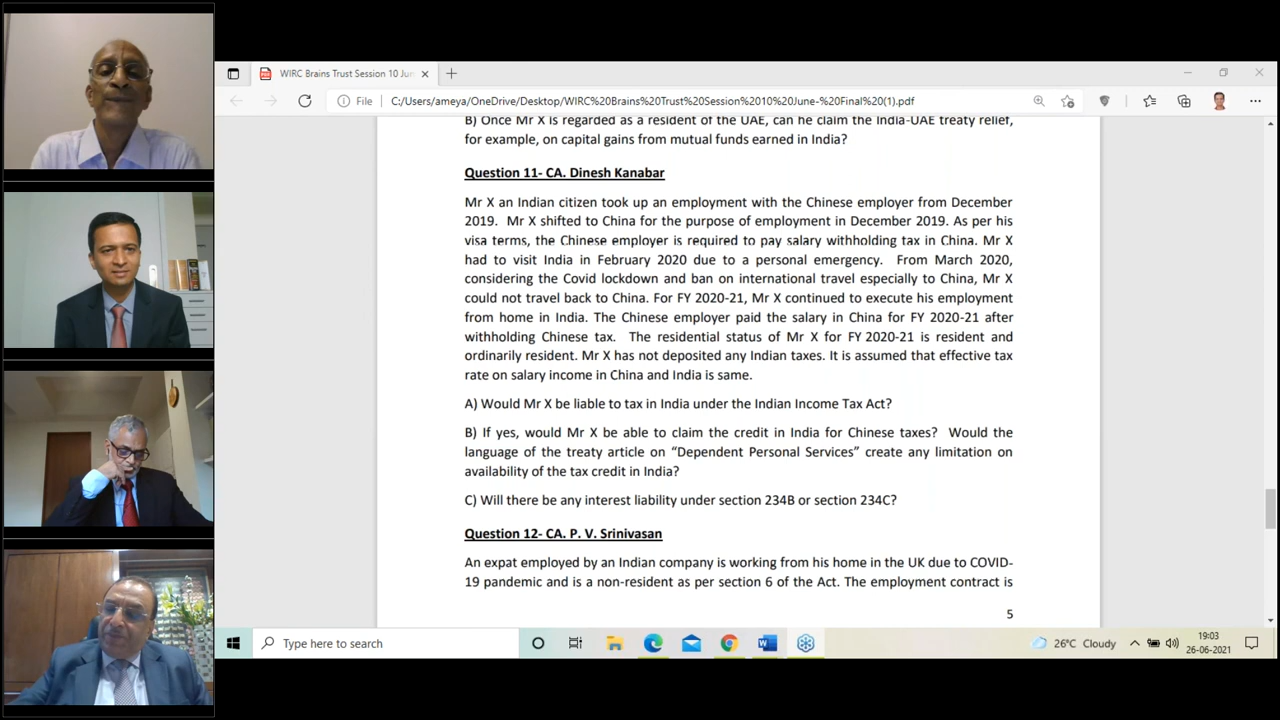 WIRC Brains Trust Session 10 Jun
File C:/Users/ameya/OneDrive/Desktop/WIRC%20Brains%20Trust%20Session%2010%20June-%20Final%20(1).pdf
B) Once Mr X is regarded as a resident of the UAE, can he claim the India-UAE treaty relief,
for example, on capital gains from mutual funds earned in India?
Question 11- CA. Dinesh Kanabar
Mr X an Indian citizen took up an employment with the Chinese employer from December
2019. Mr X shifted to China for the purpose of employment in December 2019. As per his
visa terms, the Chinese employer is required to pay salary withholding tax in China. Mr X
had to visit India in February 2020 due to a personal emergency. From March 2020,
considering the Covid lockdown and ban on international travel especially to China, Mr X
could not travel back to China. For FY 2020-21, Mr X continued to execute his employment
from home in India. The Chinese employer paid the salary in China for FY 2020-21 after
withholding Chinese tax. The residential status of Mr X for FY 2020-21 is resident and
ordinarily resident. Mr X has not deposited any Indian taxes. It is assumed that effective tax
rate on salary income in China and India is same.
A) Would Mr X be liable to tax in India under the Indian Income Tax Act?
B) If yes, would Mr X be able to claim the credit in India for Chinese taxes? Would the
language of the treaty article on “Dependent Personal Services” create any limitation on
availability of the tax credit in India?
C) Will there be any interest liability under section 234B or section 234C?
Question 12- CA. P. V. Srinivasan
An expat employed by an Indian company is working from his home in the UK due to COVID-
19 pandemic and is a non-resident as per section 6 of the Act. The employment contract is
5
Type here to search
26°C Cloudy
19:03
26-06-2021